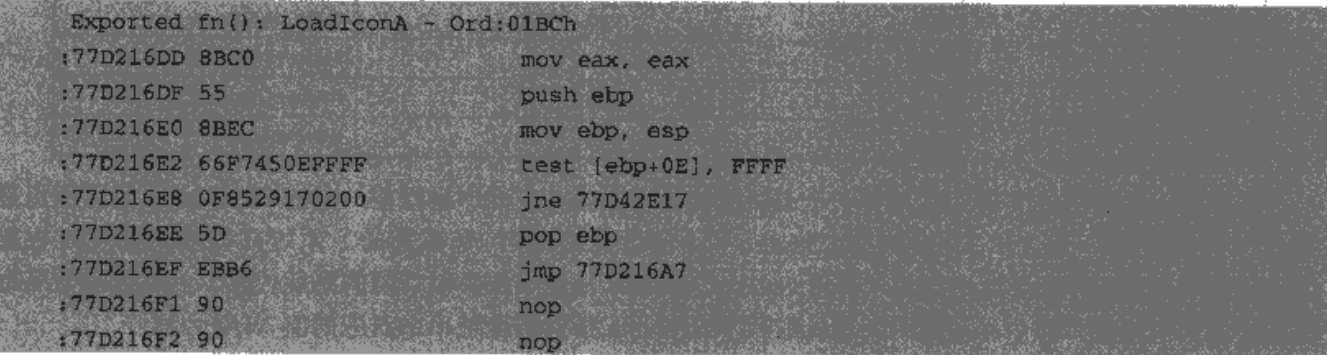 Exported fn(): LoadIconA - Ord:01BCh
:77D216DD 8BC0 mov eax, eax
:77D216DF 55 push ebp
:77D216E0 8BEC mov ebp, esp
:77D216E2 66F7450EFFFF test [ebp+0E], FFFF
:77D216E8 0F8529170200 jne 77D42E17
:77D216EE 5D pop ebp
:77D216EF EBB6 jmp 77D216A7
:77D216F1 90 nop
:77D216F2 90 nop